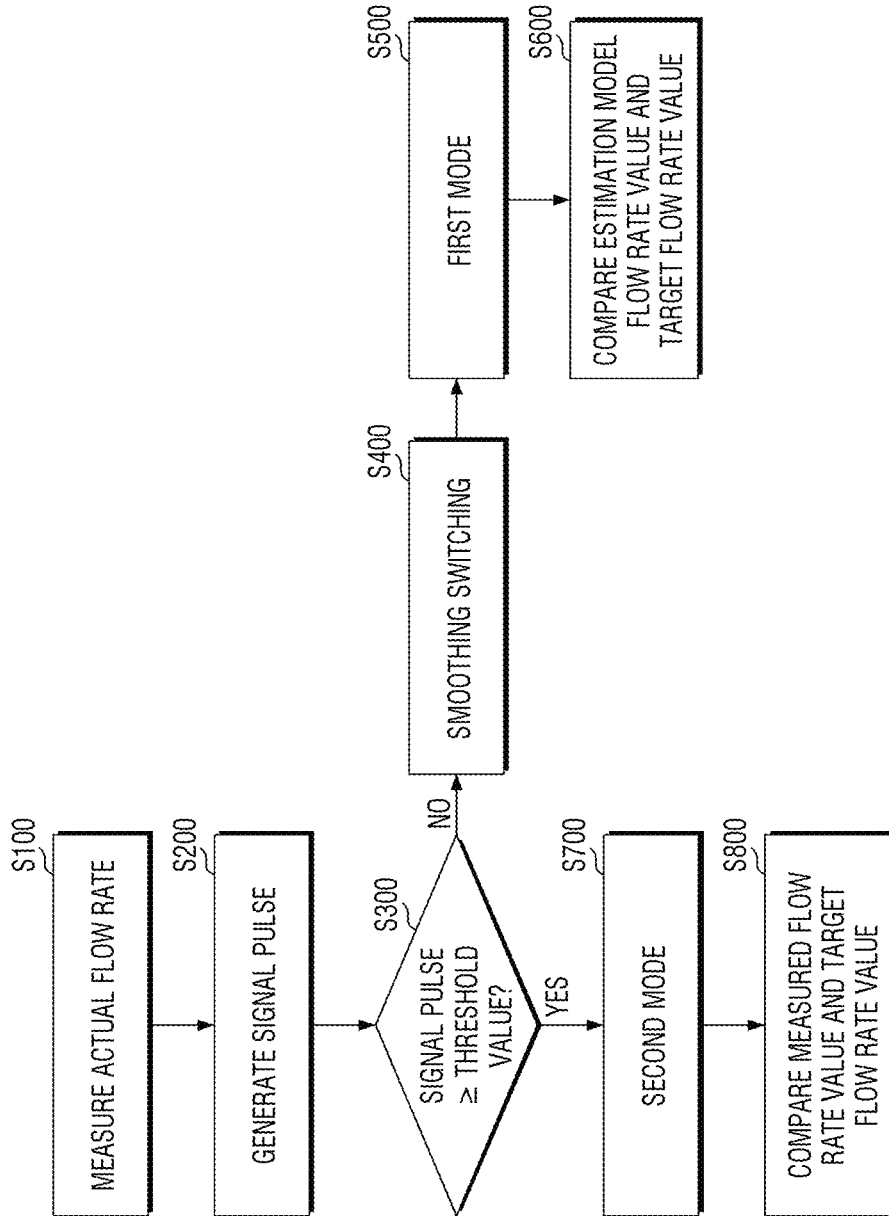 S100
MEASURE ACTUAL FLOW RATE
S200
GENERATE SIGNAL PULSE
S300
SIGNAL PULSE
≥ THRESHOLD
VALUE?
NO
YES
S400
SMOOTHING SWITCHING
S500
FIRST MODE
S600
COMPARE ESTIMATION MODEL
FLOW RATE VALUE AND
TARGET FLOW RATE VALUE
S700
SECOND MODE
S800
COMPARE MEASURED FLOW
RATE VALUE AND TARGET
FLOW RATE VALUE